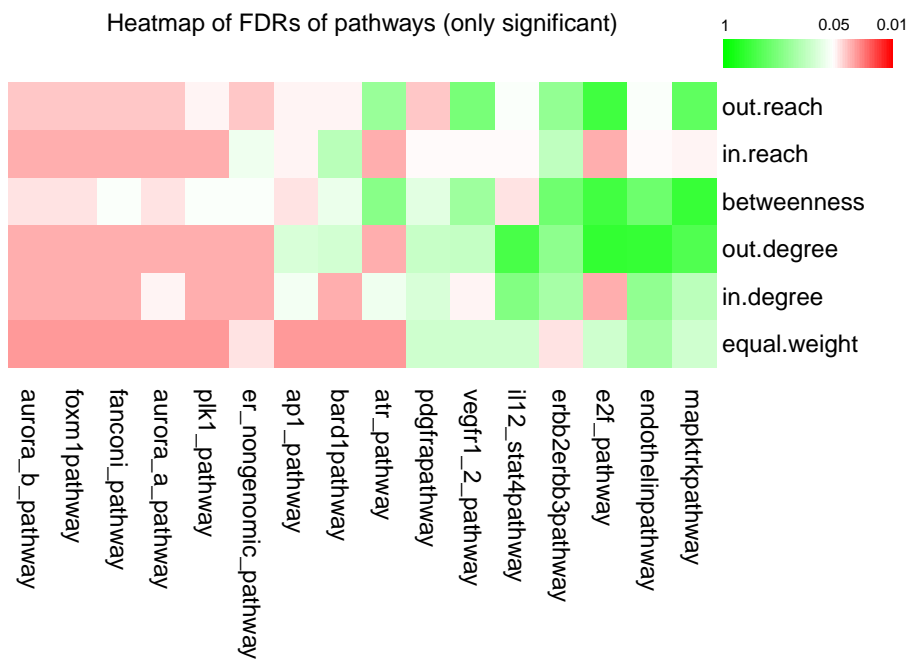 Heatmap of FDRs of pathways (only significant)
1 0.05 0.01
out.reach
in.reach
betweenness
out.degree
in.degree
equal.weight
aurora_b_pathway
foxm1pathway
fanconi_pathway
aurora_a_pathway
plk1_pathway
er_nongenomic_pathway
ap1_pathway
bard1pathway
atr_pathway
pdgfrapathway
vegfr1_2_pathway
il12_stat4pathway
erbb2erbb3pathway
e2f_pathway
endothelinpathway
mapktrkpathway